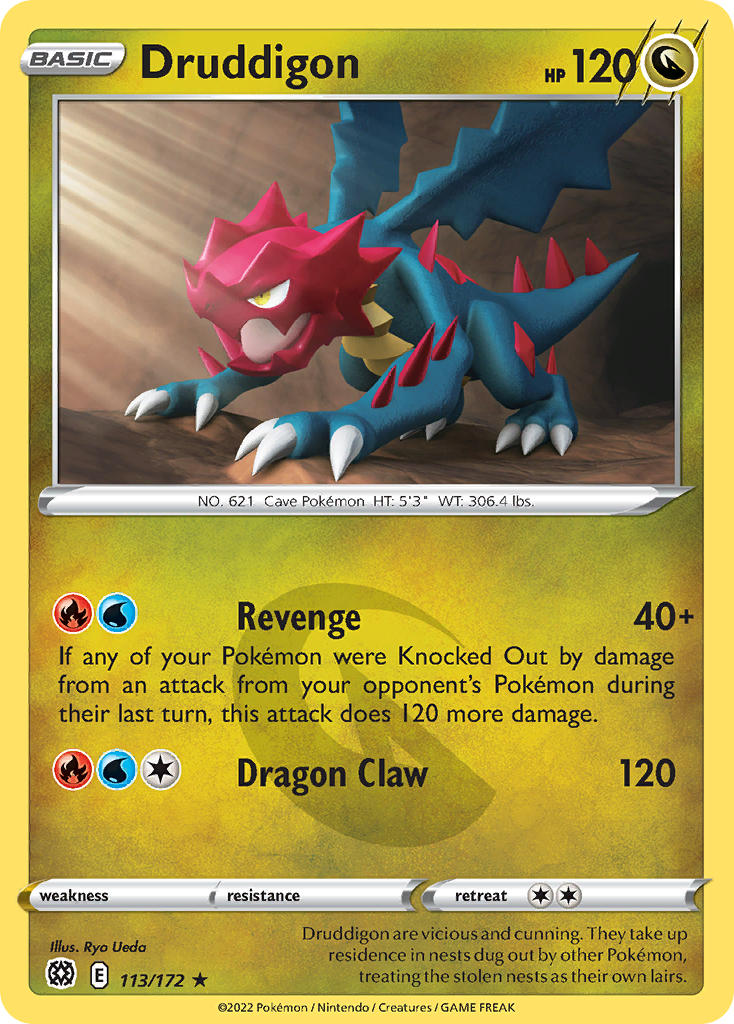 BASIC Druddigon HP 120
NO. 621 Cave Pokémon HT: 5'3" WT: 306.4 lbs.
Revenge 40+
If any of your Pokémon were Knocked Out by damage
from an attack from your opponent's Pokémon during
their last turn, this attack does 120 more damage.
Dragon Claw 120
weakness resistance retreat
Illus. Ryo Ueda
Druddigon are vicious and cunning. They take up
residence in nests dug out by other Pokémon,
treating the stolen nests as their own lairs.
E 113/172 ★
©2022 Pokémon / Nintendo / Creatures / GAME FREAK